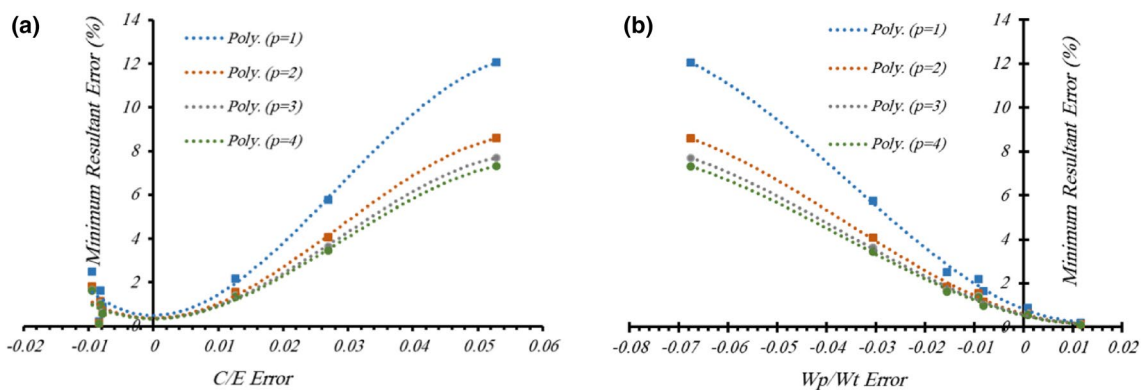 (a)
Minimum Resultant Error (%)
14
12
10
8
6
4
2
0
Poly. (p=1)
Poly. (p=2)
Poly. (p=3)
Poly. (p=4)
-0.02 -0.01 0 0.01 0.02 0.03 0.04 0.05 0.06
C/E Error
(b)
14
12
10
8
6
4
2
0
Minimum Resultant Error (%)
Poly. (p=1)
Poly. (p=2)
Poly. (p=3)
Poly. (p=4)
-0.08 -0.07 -0.06 -0.05 -0.04 -0.03 -0.02 -0.01 0 0.01 0.02
Wp/Wt Error